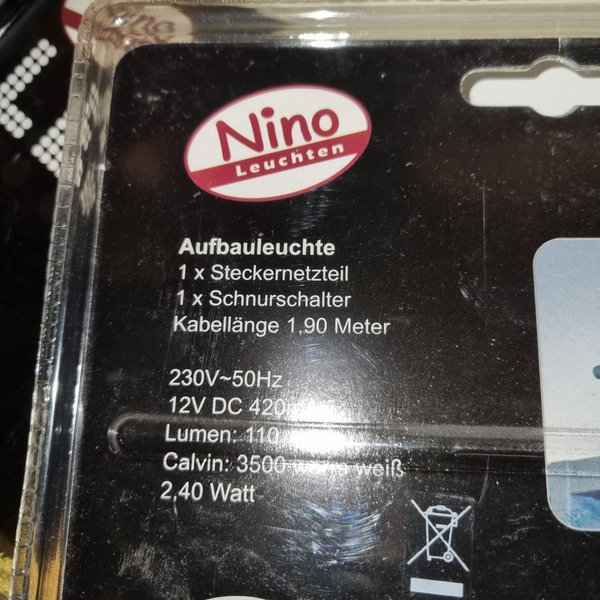 Nino
Leuchten
Aufbauleuchte
1 x Steckernetzteil
1 x Schnurschalter
Kabellänge 1,90 Meter
230V~50Hz
12V DC
Lumen: 110
Calvin: 3500 warm weiß
2,40 Watt